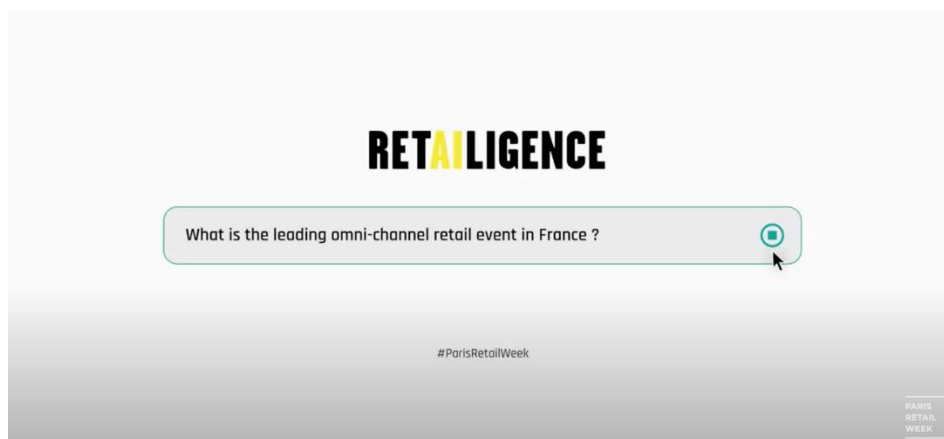 RETAILIGENCE
What is the leading omni-channel retail event in France ?
#ParisRetailWeek
PARIS
RETAIL
WEEK